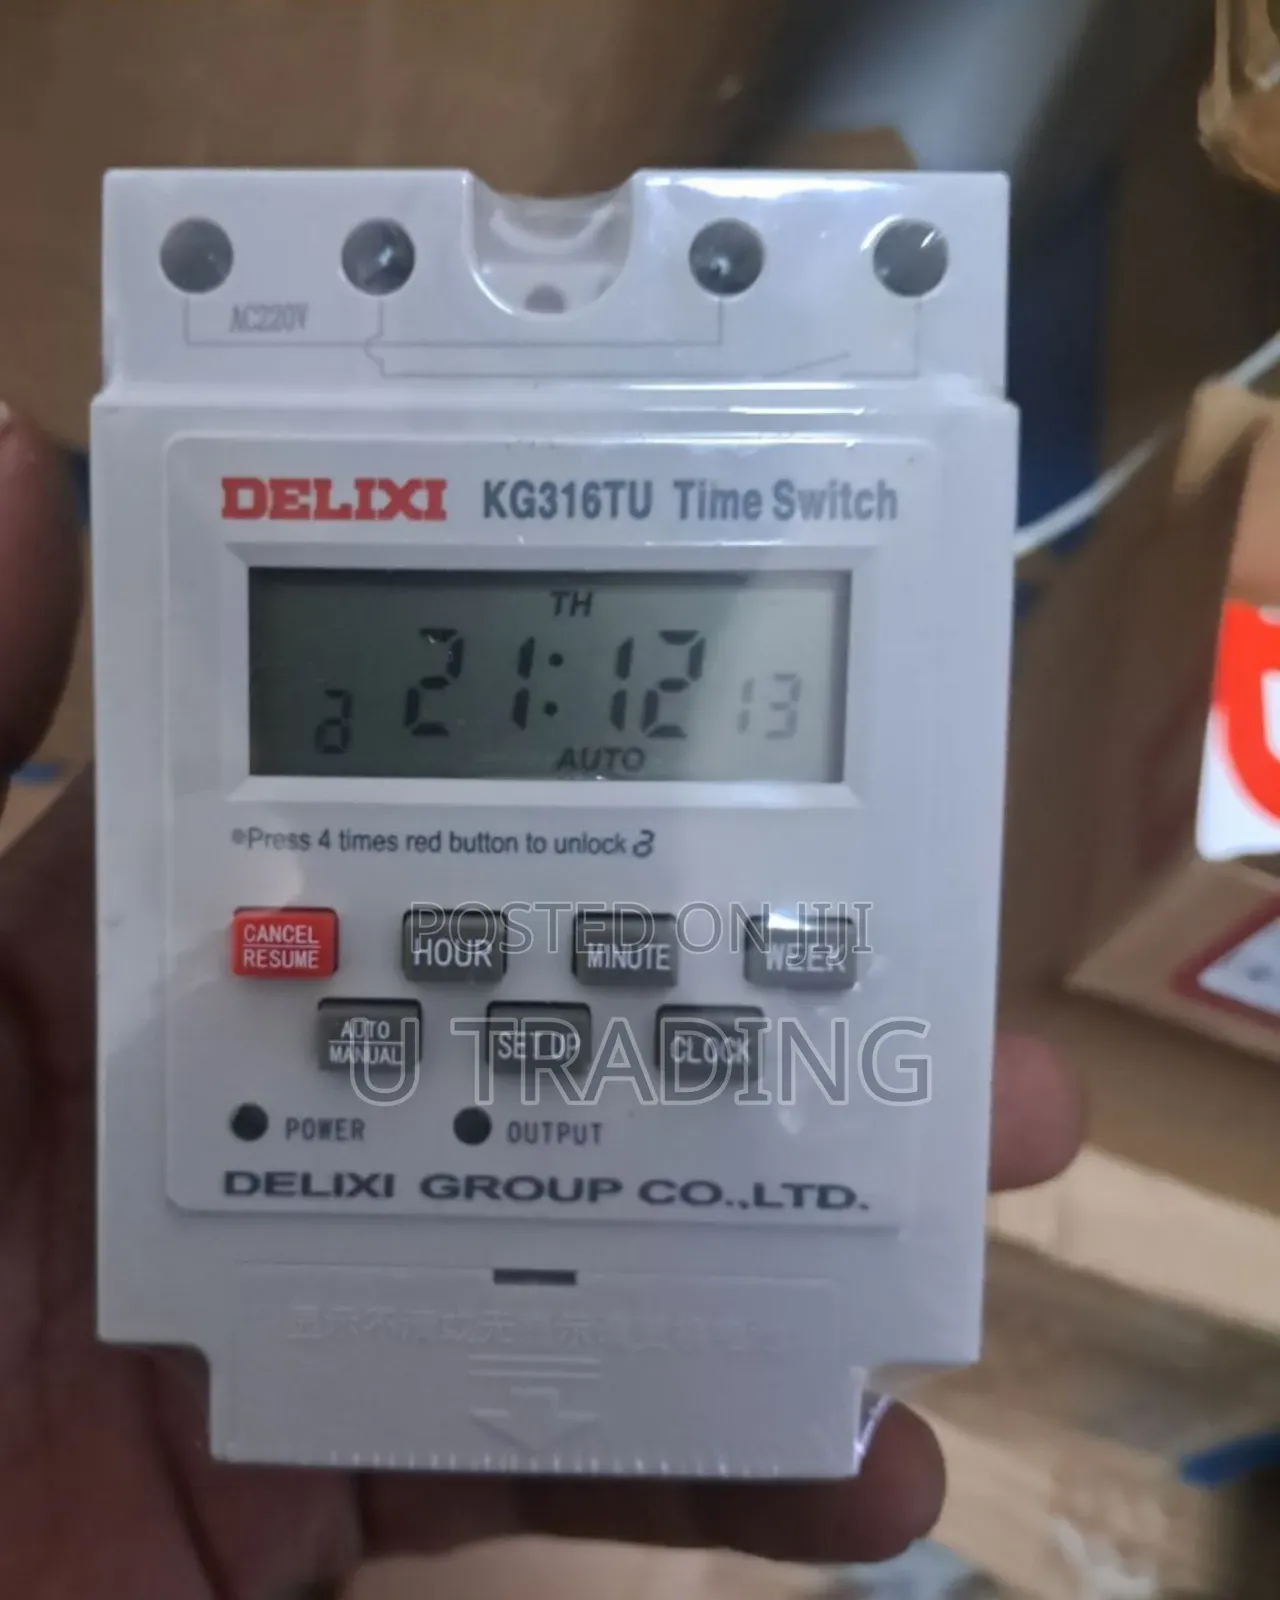 AC220V
DELIXI KG316TU Time Switch
TH
21:12 13
AUTO
Press 4 times red button to unlock
CANCEL
RESUME
HOUR
MINUTE
WEEK
POSTED ON JIJI
AUTO
MANUAL
SET UP
CLOCK
U TRADING
POWER
OUTPUT
DELIXI GROUP CO.,LTD.